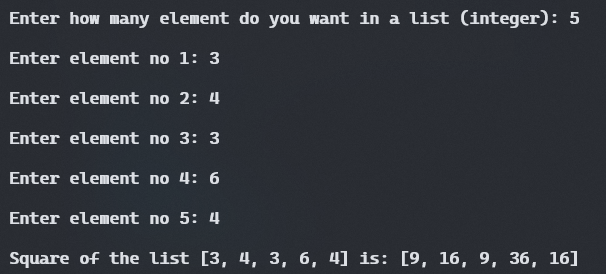 Enter how many element do you want in a list (integer): 5
Enter element no 1: 3
Enter element no 2: 4
Enter element no 3: 3
Enter element no 4: 6
Enter element no 5: 4
Square of the list [3, 4, 3, 6, 4] is: [9, 16, 9, 36, 16]